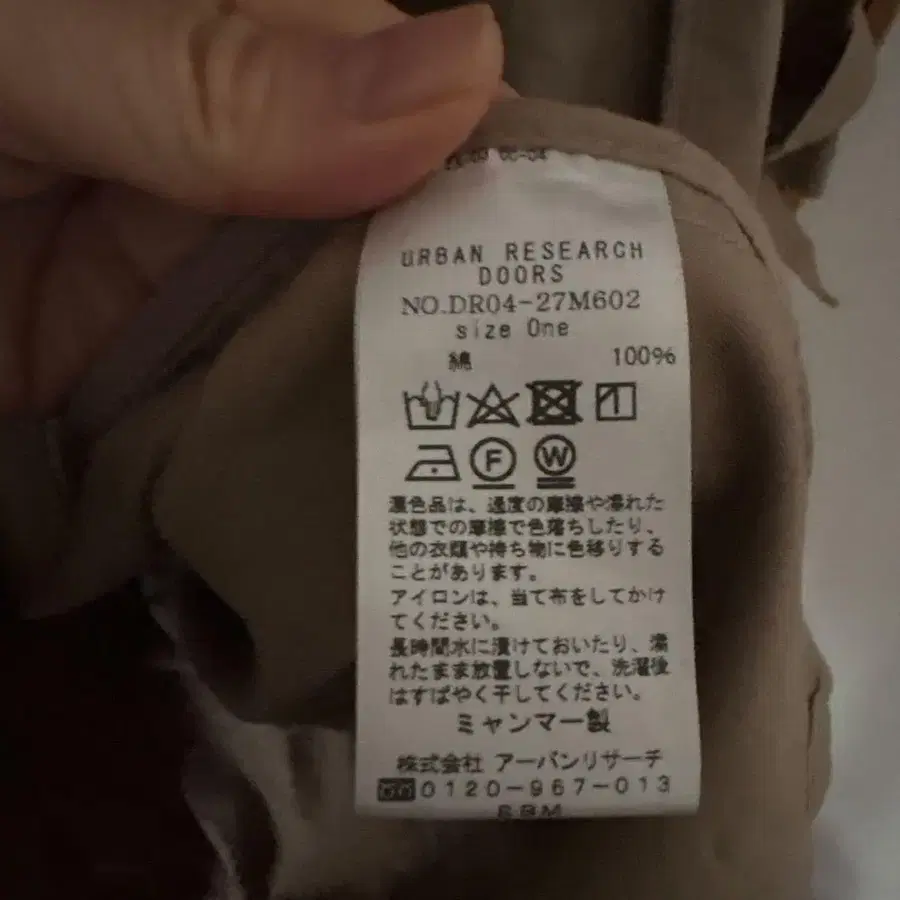 URBAN RESEARCH
DOORS
NO.DR04-27M602
size One
綿 100%
F W
濃色品は、過度の摩擦や濡れた
状態での摩擦で色落ちしたり、
他の衣類や持ち物に色移りする
ことがあります。
アイロンは、当て布をしてかけ
てください。
長時間水に漬けておいたり、濡
れたまま放置しないで、洗濯後
はすばやく干してください。
ミャンマー製
株式会社 アーバンリサーチ
0120-967-013